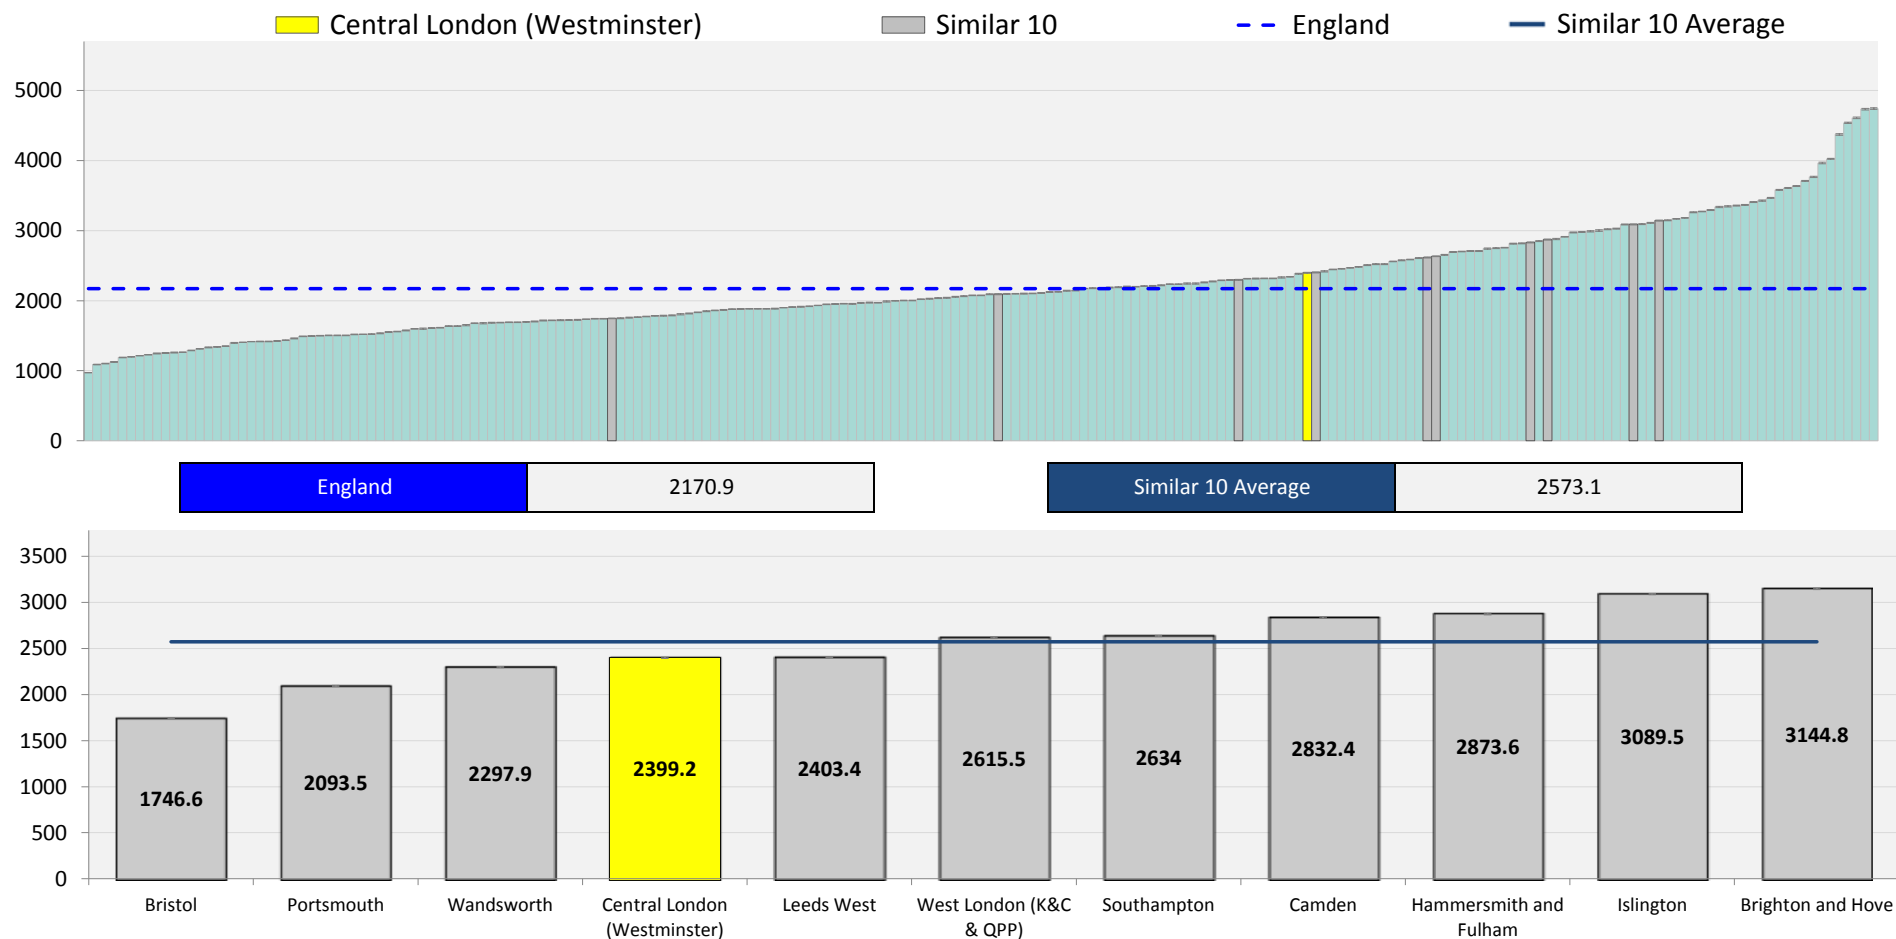 Central London (Westminster) Similar 10 England Similar 10 Average
5000
4000
3000
2000
1000
0
England 2170.9 Similar 10 Average 2573.1
3500
3000
2500
2000
1500
1000
500
0
1746.6 2093.5 2297.9 2399.2 2403.4 2615.5 2634 2832.4 2873.6 3089.5 3144.8
Bristol
Portsmouth
Wandsworth
Central London
(Westminster)
Leeds West
West London (K&C
& QPP)
Southampton
Camden
Hammersmith and
Fulham
Islington
Brighton and Hove